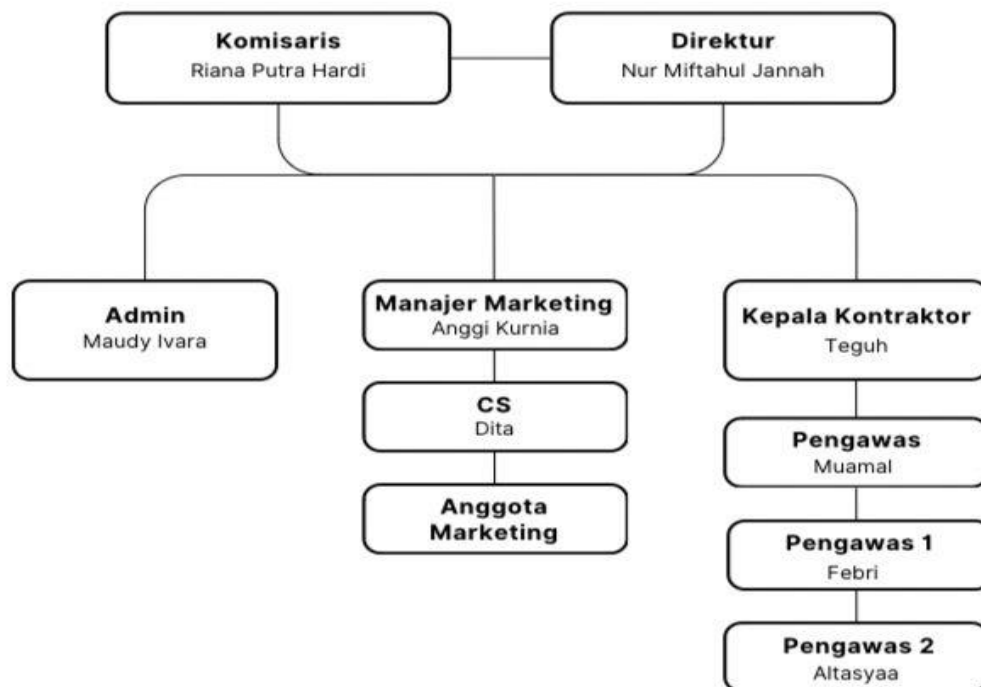 Komisaris
Riana Putra Hardi
Direktur
Nur Miftahul Jannah
Admin
Maudy Ivara
Manajer Marketing
Anggi Kurnia
CS
Dita
Anggota
Marketing
Kepala Kontraktor
Teguh
Pengawas
Muamal
Pengawas 1
Febri
Pengawas 2
Altasyaa